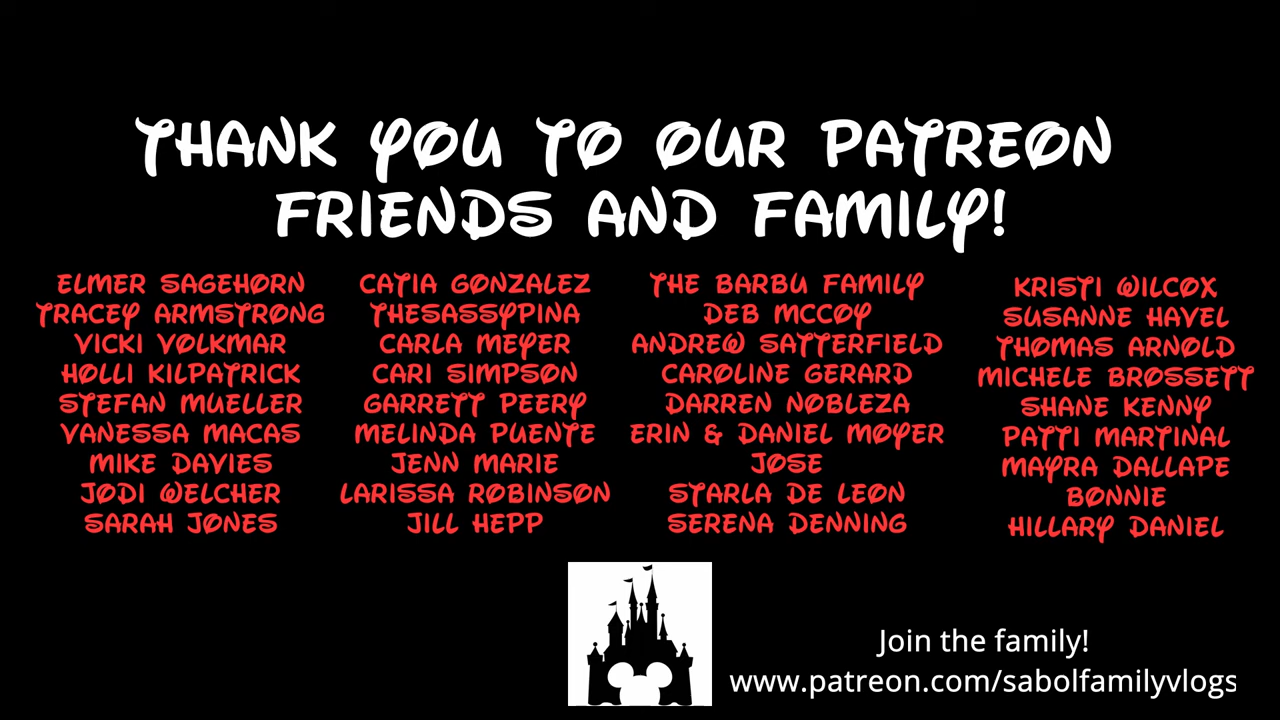 THANK YOU TO OUR PATREON
FRIENDS AND FAMILY!
ELMER SAGEHORN
TRACEY ARMSTRONG
VICKI VOLKMAR
HOLLI KILPATRICK
STEFAN MUELLER
VANESSA MACAS
MIKE DAVIES
JODI WELCHER
SARAH JONES
CATIA GONZALEZ
THESASSYPINA
CARLA MEYER
CARI SIMPSON
GARRETT PEERY
MELINDA PUENTE
JENN MARIE
LARISSA ROBINSON
JILL HEPP
THE BARBU FAMILY
DEB MCCOY
ANDREW SATTERFIELD
CAROLINE GERARD
DARREN NOBLEZA
ERIN & DANIEL MOYER
JOSE
STARLA DE LEON
SERENA DENNING
KRISTI WILCOX
SUSANNE HAVEL
THOMAS ARNOLD
MICHELE BROSSETT
SHANE KENNY
PATTI MARTINAL
MAYRA DALLAPE
BONNIE
HILLARY DANIEL
Join the family!
www.patreon.com/sabolfamilyvlogs